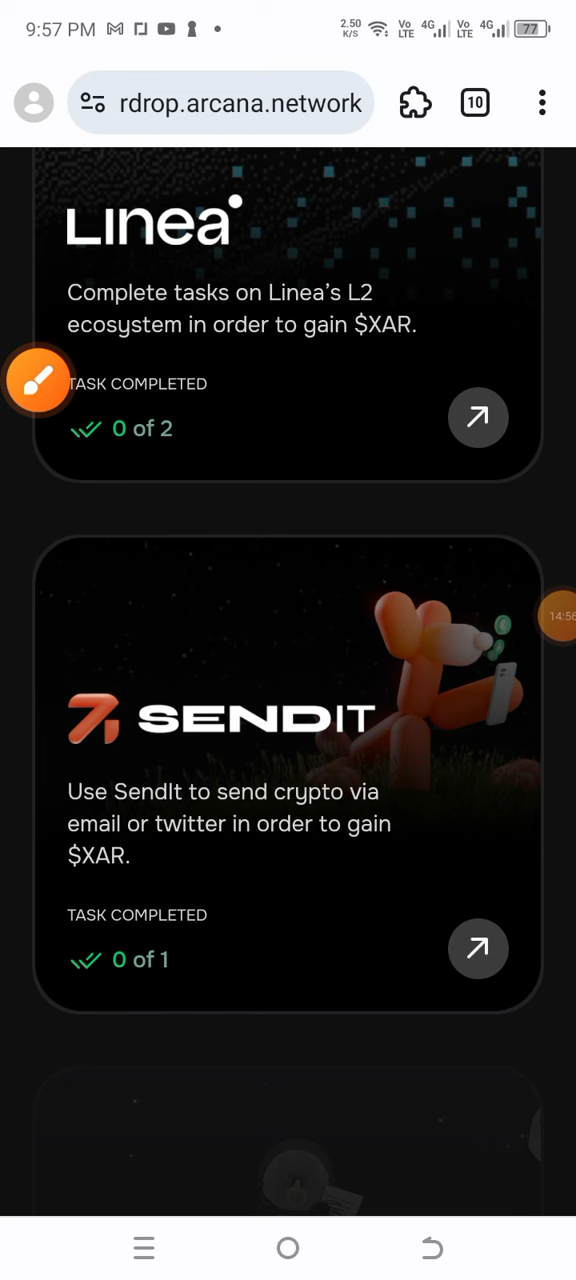 9:57 PM
2.50
K/S
Vo
LTE
4G
Vo
LTE
4G
77
rdrop.arcana.network
10
Linea
Complete tasks on Linea’s L2
ecosystem in order to gain $XAR.
TASK COMPLETED
0 of 2
14:56
SENDIT
Use SendIt to send crypto via
email or twitter in order to gain
$XAR.
TASK COMPLETED
0 of 1